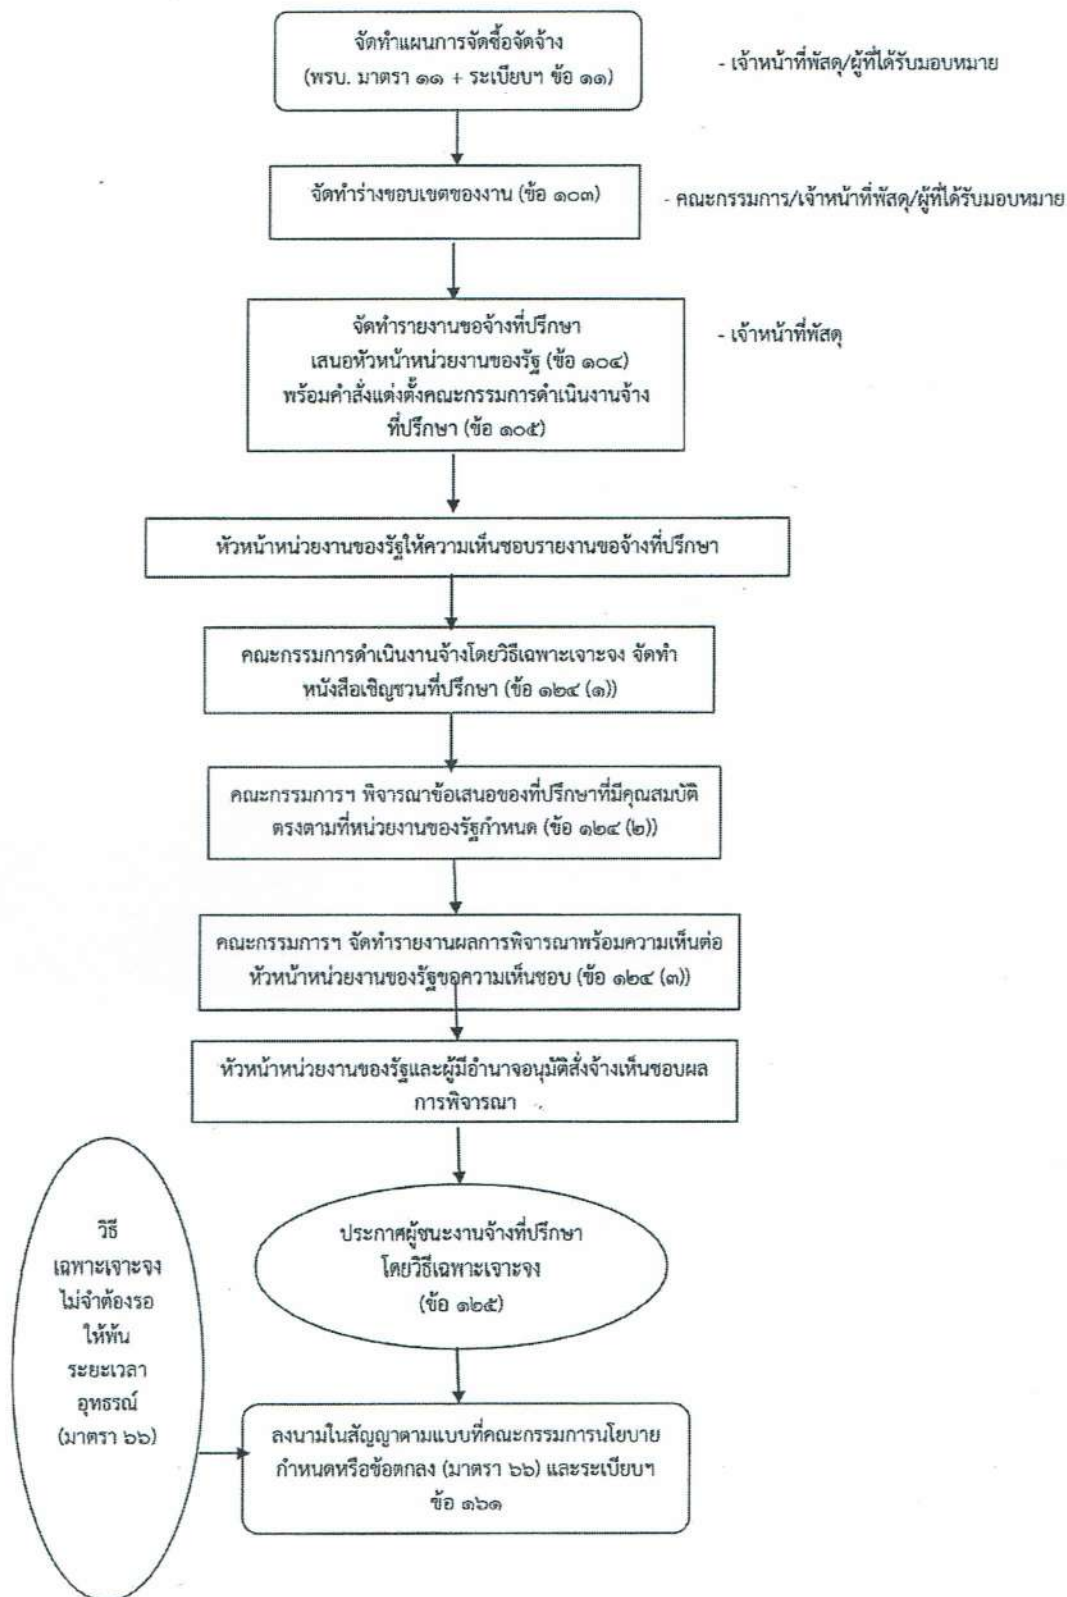 จัดทำแผนการจัดซื้อจัดจ้าง
(พรบ. มาตรา ๑๑ + ระเบียบฯ ข้อ ๑๑)
- เจ้าหน้าที่พัสดุ/ผู้ที่ได้รับมอบหมาย
จัดทำร่างขอบเขตของงาน (ข้อ ๑๐๓)
- คณะกรรมการ/เจ้าหน้าที่พัสดุ/ผู้ที่ได้รับมอบหมาย
จัดทำรายงานขอจ้างที่ปรึกษา
เสนอหัวหน้าหน่วยงานของรัฐ (ข้อ ๑๐๔)
พร้อมคำสั่งแต่งตั้งคณะกรรมการดำเนินงานจ้าง
ที่ปรึกษา (ข้อ ๑๐๕)
- เจ้าหน้าที่พัสดุ
หัวหน้าหน่วยงานของรัฐให้ความเห็นชอบรายงานขอจ้างที่ปรึกษา
คณะกรรมการดำเนินงานจ้างโดยวิธีเฉพาะเจาะจง จัดทำ
หนังสือเชิญชวนที่ปรึกษา (ข้อ ๑๒๔ (๑))
คณะกรรมการฯ พิจารณาข้อเสนอของที่ปรึกษาที่มีคุณสมบัติ
ตรงตามที่หน่วยงานของรัฐกำหนด (ข้อ ๑๒๔ (๒))
คณะกรรมการฯ จัดทำรายงานผลการพิจารณาพร้อมความเห็นต่อ
หัวหน้าหน่วยงานของรัฐขอความเห็นชอบ (ข้อ ๑๒๔ (๓))
หัวหน้าหน่วยงานของรัฐและผู้มีอำนาจอนุมัติสั่งจ้างเห็นชอบผล
การพิจารณา
ประกาศผู้ชนะงานจ้างที่ปรึกษา
โดยวิธีเฉพาะเจาะจง
(ข้อ ๑๒๕)
วิธี
เฉพาะเจาะจง
ไม่จำต้องรอ
ให้พ้น
ระยะเวลา
อุทธรณ์
(มาตรา ๖๖)
ลงนามในสัญญาตามแบบที่คณะกรรมการนโยบาย
กำหนดหรือข้อตกลง (มาตรา ๖๖) และระเบียบฯ
ข้อ ๑๖๑